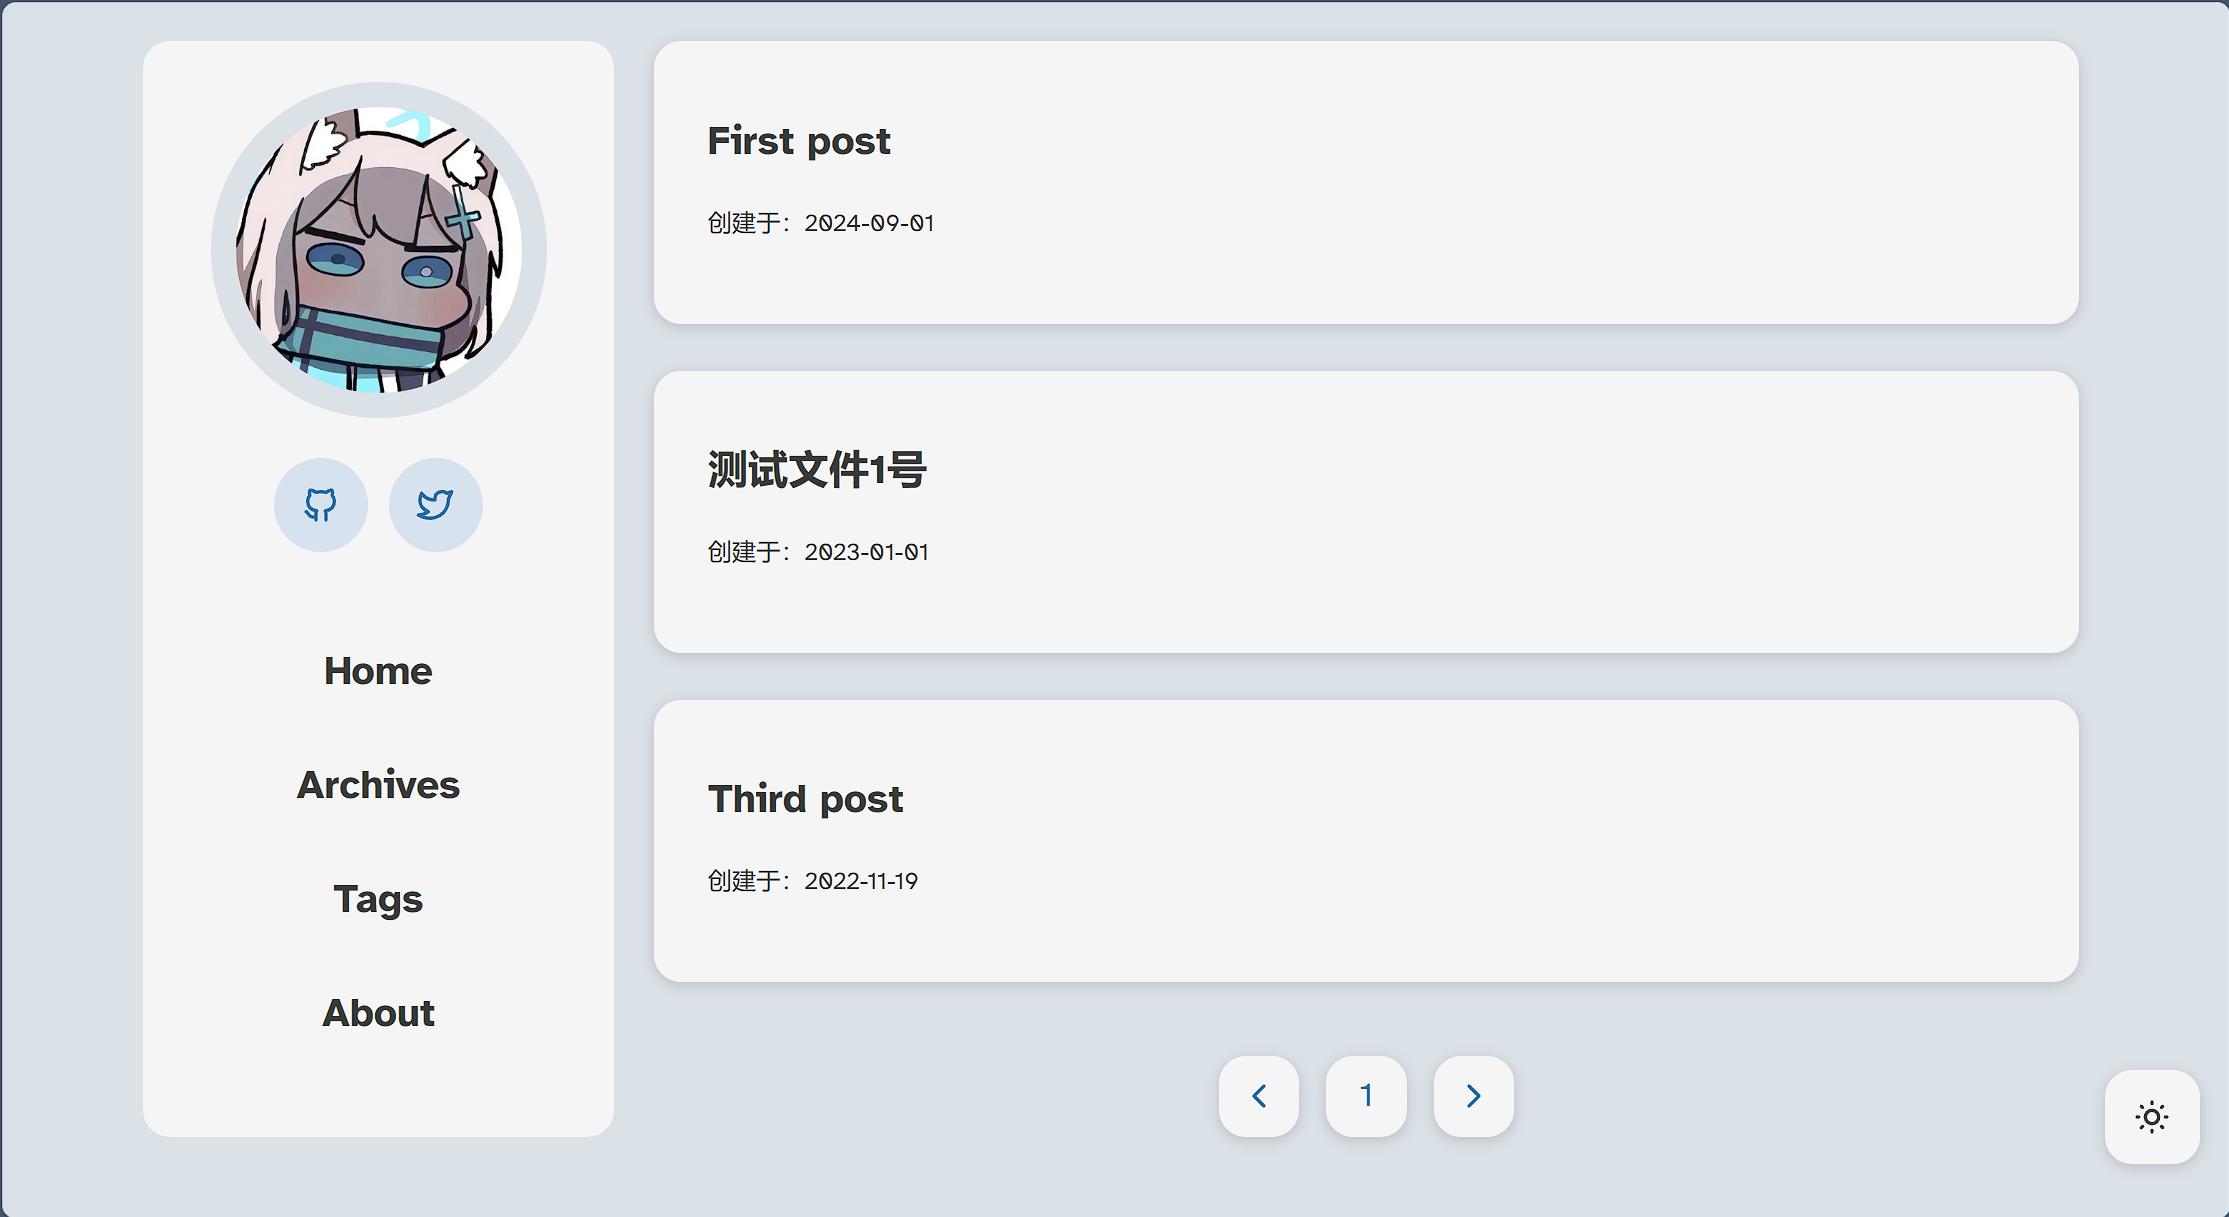 Home
Archives
Tags
About
First post
创建于：2024-09-01
测试文件1号
创建于：2023-01-01
Third post
创建于：2022-11-19
1